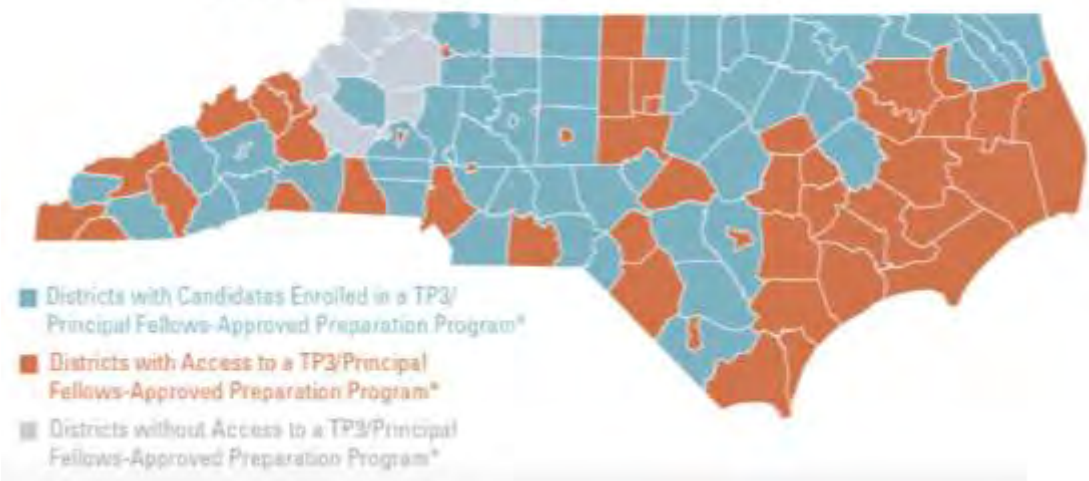 Districts with Candidates Enrolled in a TP3/
Principal Fellows-Approved Preparation Program*
Districts with Access to a TP3/Principal
Fellows-Approved Preparation Program*
Districts without Access to a TP3/Principal
Fellows-Approved Preparation Program*